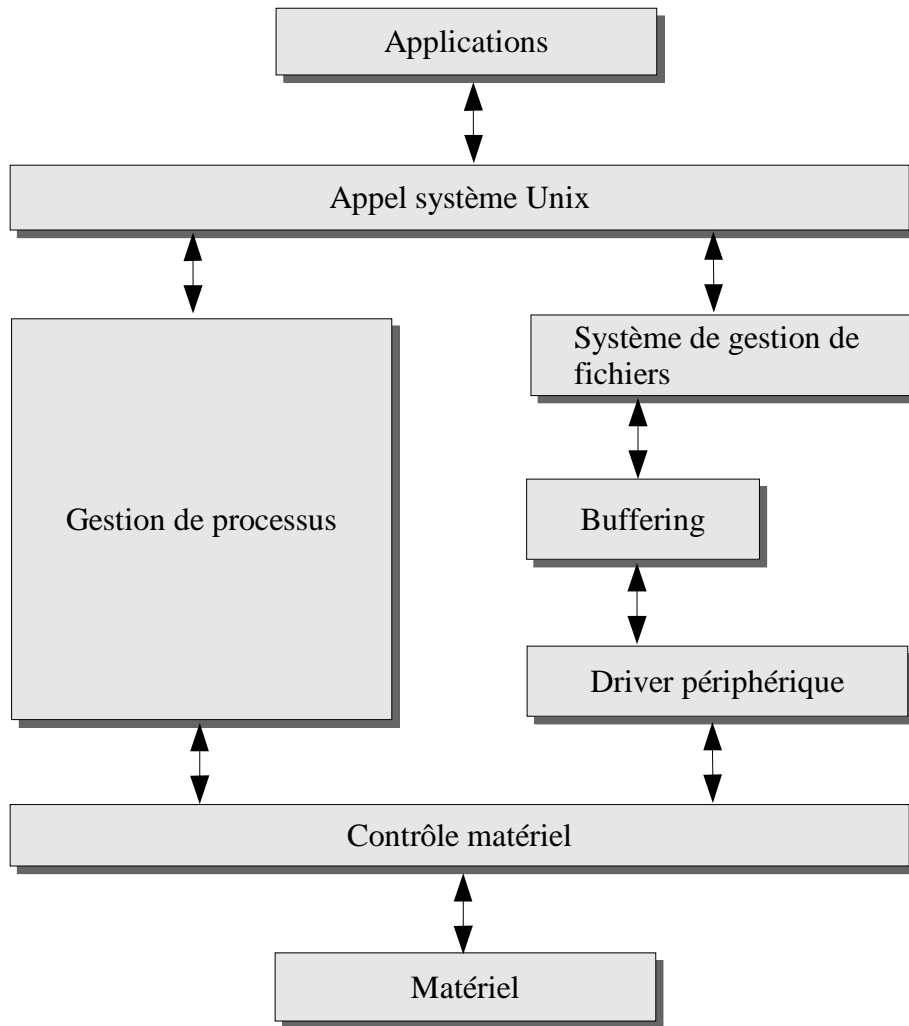 Applications
Appel système Unix
Système de gestion de
fichiers
Gestion de processus
Buffering
Driver périphérique
Contrôle matériel
Matériel